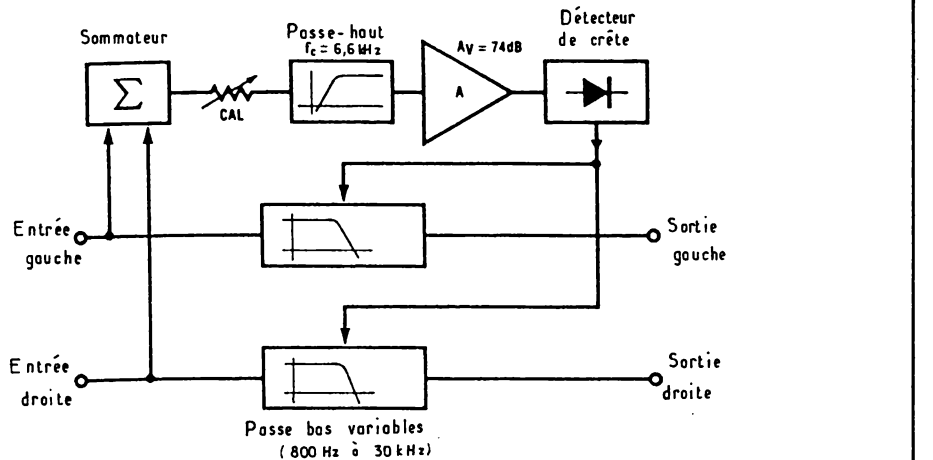 Détecteur
de crête
Passe-haut
fc = 6,6 kHz
Sommateur
Av = 74dB
Σ
CAL
A
Entrée
gauche
Sortie
gauche
Entrée
droite
Sortie
droite
Passe bas variables
(800 Hz à 30 kHz)